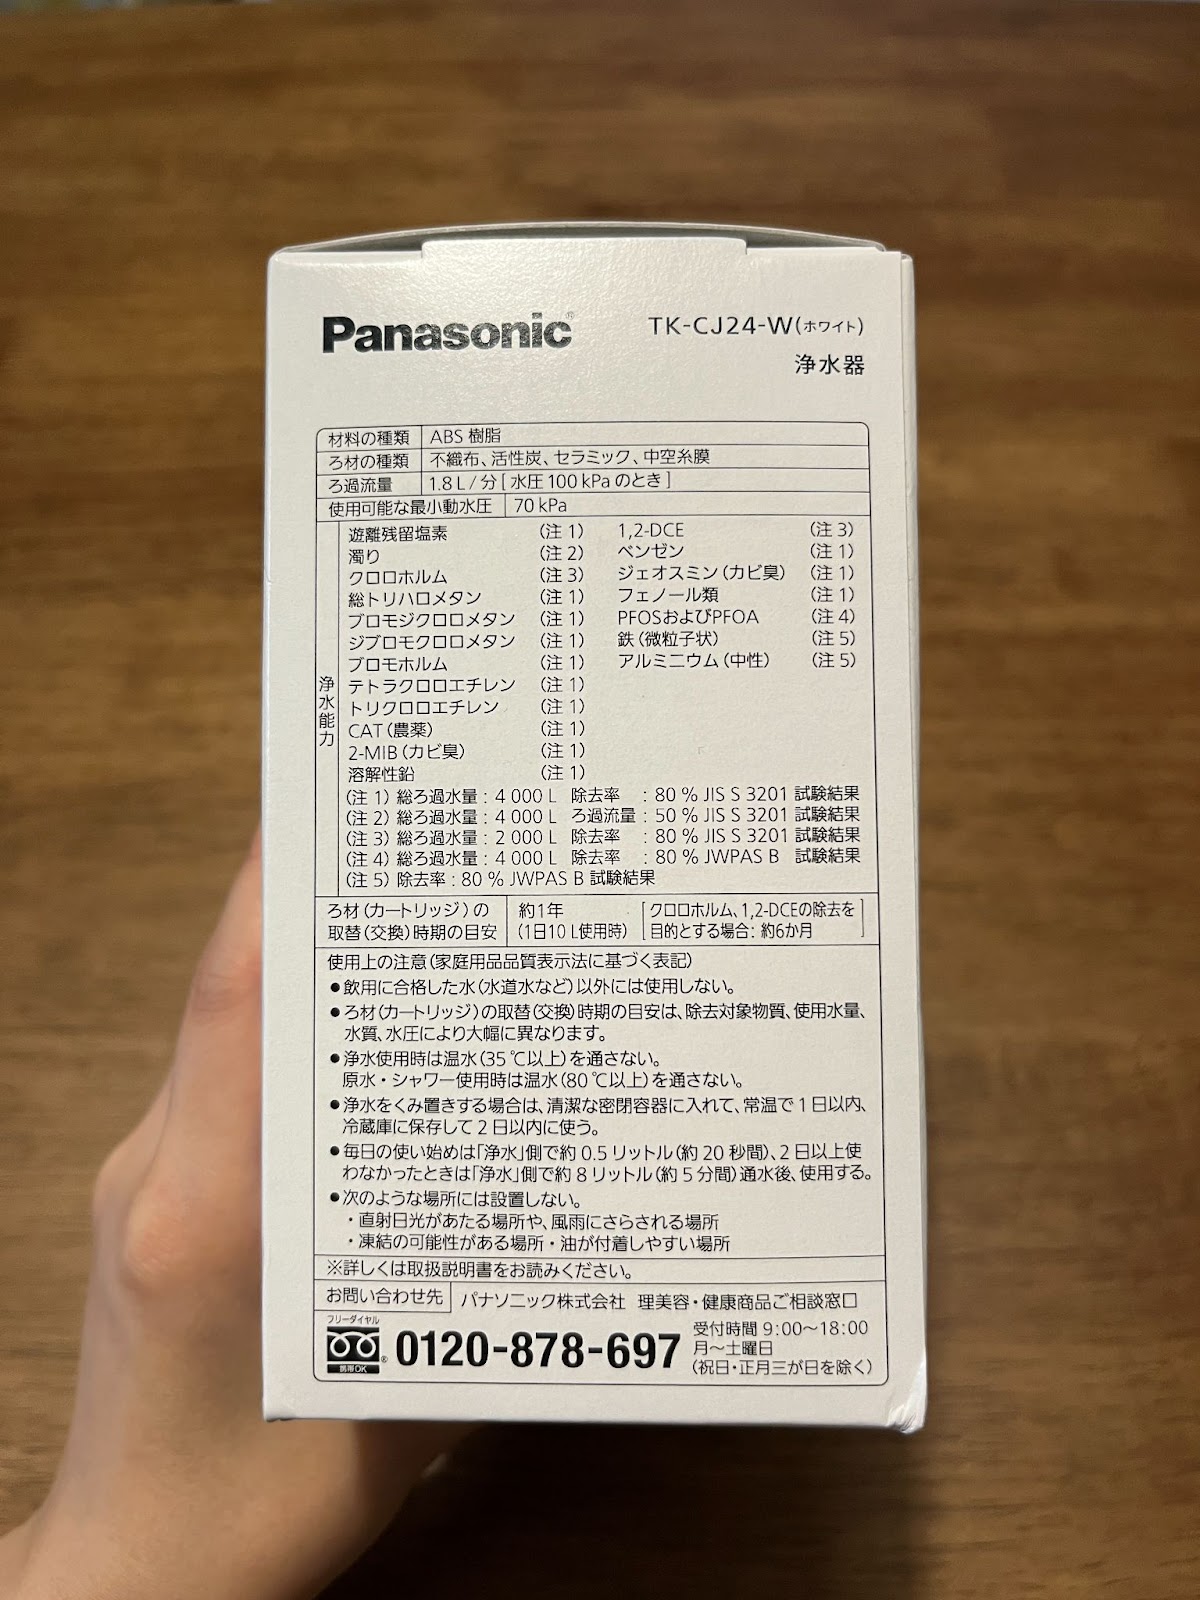 Panasonic®
TK-CJ24-W(ホワイト)
浄水器
材料の種類 ABS 樹脂
ろ材の種類 不織布、活性炭、セラミック、中空糸膜
ろ過流量 1.8 L / 分 [ 水圧 100 kPa のとき ]
使用可能な最小動水圧 70 kPa
浄水能力
遊離残留塩素 (注 1)
濁り (注 2)
クロロホルム (注 3)
総トリハロメタン (注 1)
ブロモジクロロメタン (注 1)
ジブロモクロロメタン (注 1)
ブロモホルム (注 1)
テトラクロロエチレン (注 1)
トリクロロエチレン (注 1)
CAT (農薬) (注 1)
2-MIB (カビ臭) (注 1)
溶解性鉛 (注 1)
1,2-DCE (注 3)
ベンゼン (注 1)
ジェオスミン (カビ臭) (注 1)
フェノール類 (注 1)
PFOSおよびPFOA (注 4)
鉄 (微粒子状) (注 5)
アルミニウム (中性) (注 5)
(注 1) 総ろ過水量 : 4 000 L 除去率 : 80 % JIS S 3201 試験結果
(注 2) 総ろ過水量 : 4 000 L ろ過流量 : 50 % JIS S 3201 試験結果
(注 3) 総ろ過水量 : 2 000 L 除去率 : 80 % JIS S 3201 試験結果
(注 4) 総ろ過水量 : 4 000 L 除去率 : 80 % JWPAS B 試験結果
(注 5) 除去率 : 80 % JWPAS B 試験結果
ろ材 (カートリッジ) の
取替 (交換) 時期の目安
約1年
(1日10 L使用時)
[クロロホルム、1,2-DCEの除去を
目的とする場合: 約6か月]
使用上の注意 (家庭用品品質表示法に基づく表記)
●飲用に合格した水 (水道水など) 以外には使用しない。
●ろ材 (カートリッジ) の取替 (交換) 時期の目安は、除去対象物質、使用水量、
水質、水圧により大幅に異なります。
●浄水使用時は温水 (35 ℃以上) を通さない。
原水・シャワー使用時は温水 (80 ℃以上) を通さない。
●浄水をくみ置きする場合は、清潔な密閉容器に入れて、常温で 1 日以内、
冷蔵庫に保存して 2 日以内に使う。
●毎日の使い始めは「浄水」側で約 0.5 リットル (約 20 秒間)、2 日以上使
わなかったときは「浄水」側で約 8 リットル (約 5 分間) 通水後、使用する。
●次のような場所には設置しない。
・直射日光があたる場所や、風雨にさらされる場所
・凍結の可能性がある場所・油が付着しやすい場所
※詳しくは取扱説明書をお読みください。
お問い合わせ先 パナソニック株式会社 理美容・健康商品ご相談窓口
フリーダイヤル
携帯OK
® 0120-878-697
受付時間 9:00〜18:00
月〜土曜日
(祝日・正月三が日を除く)